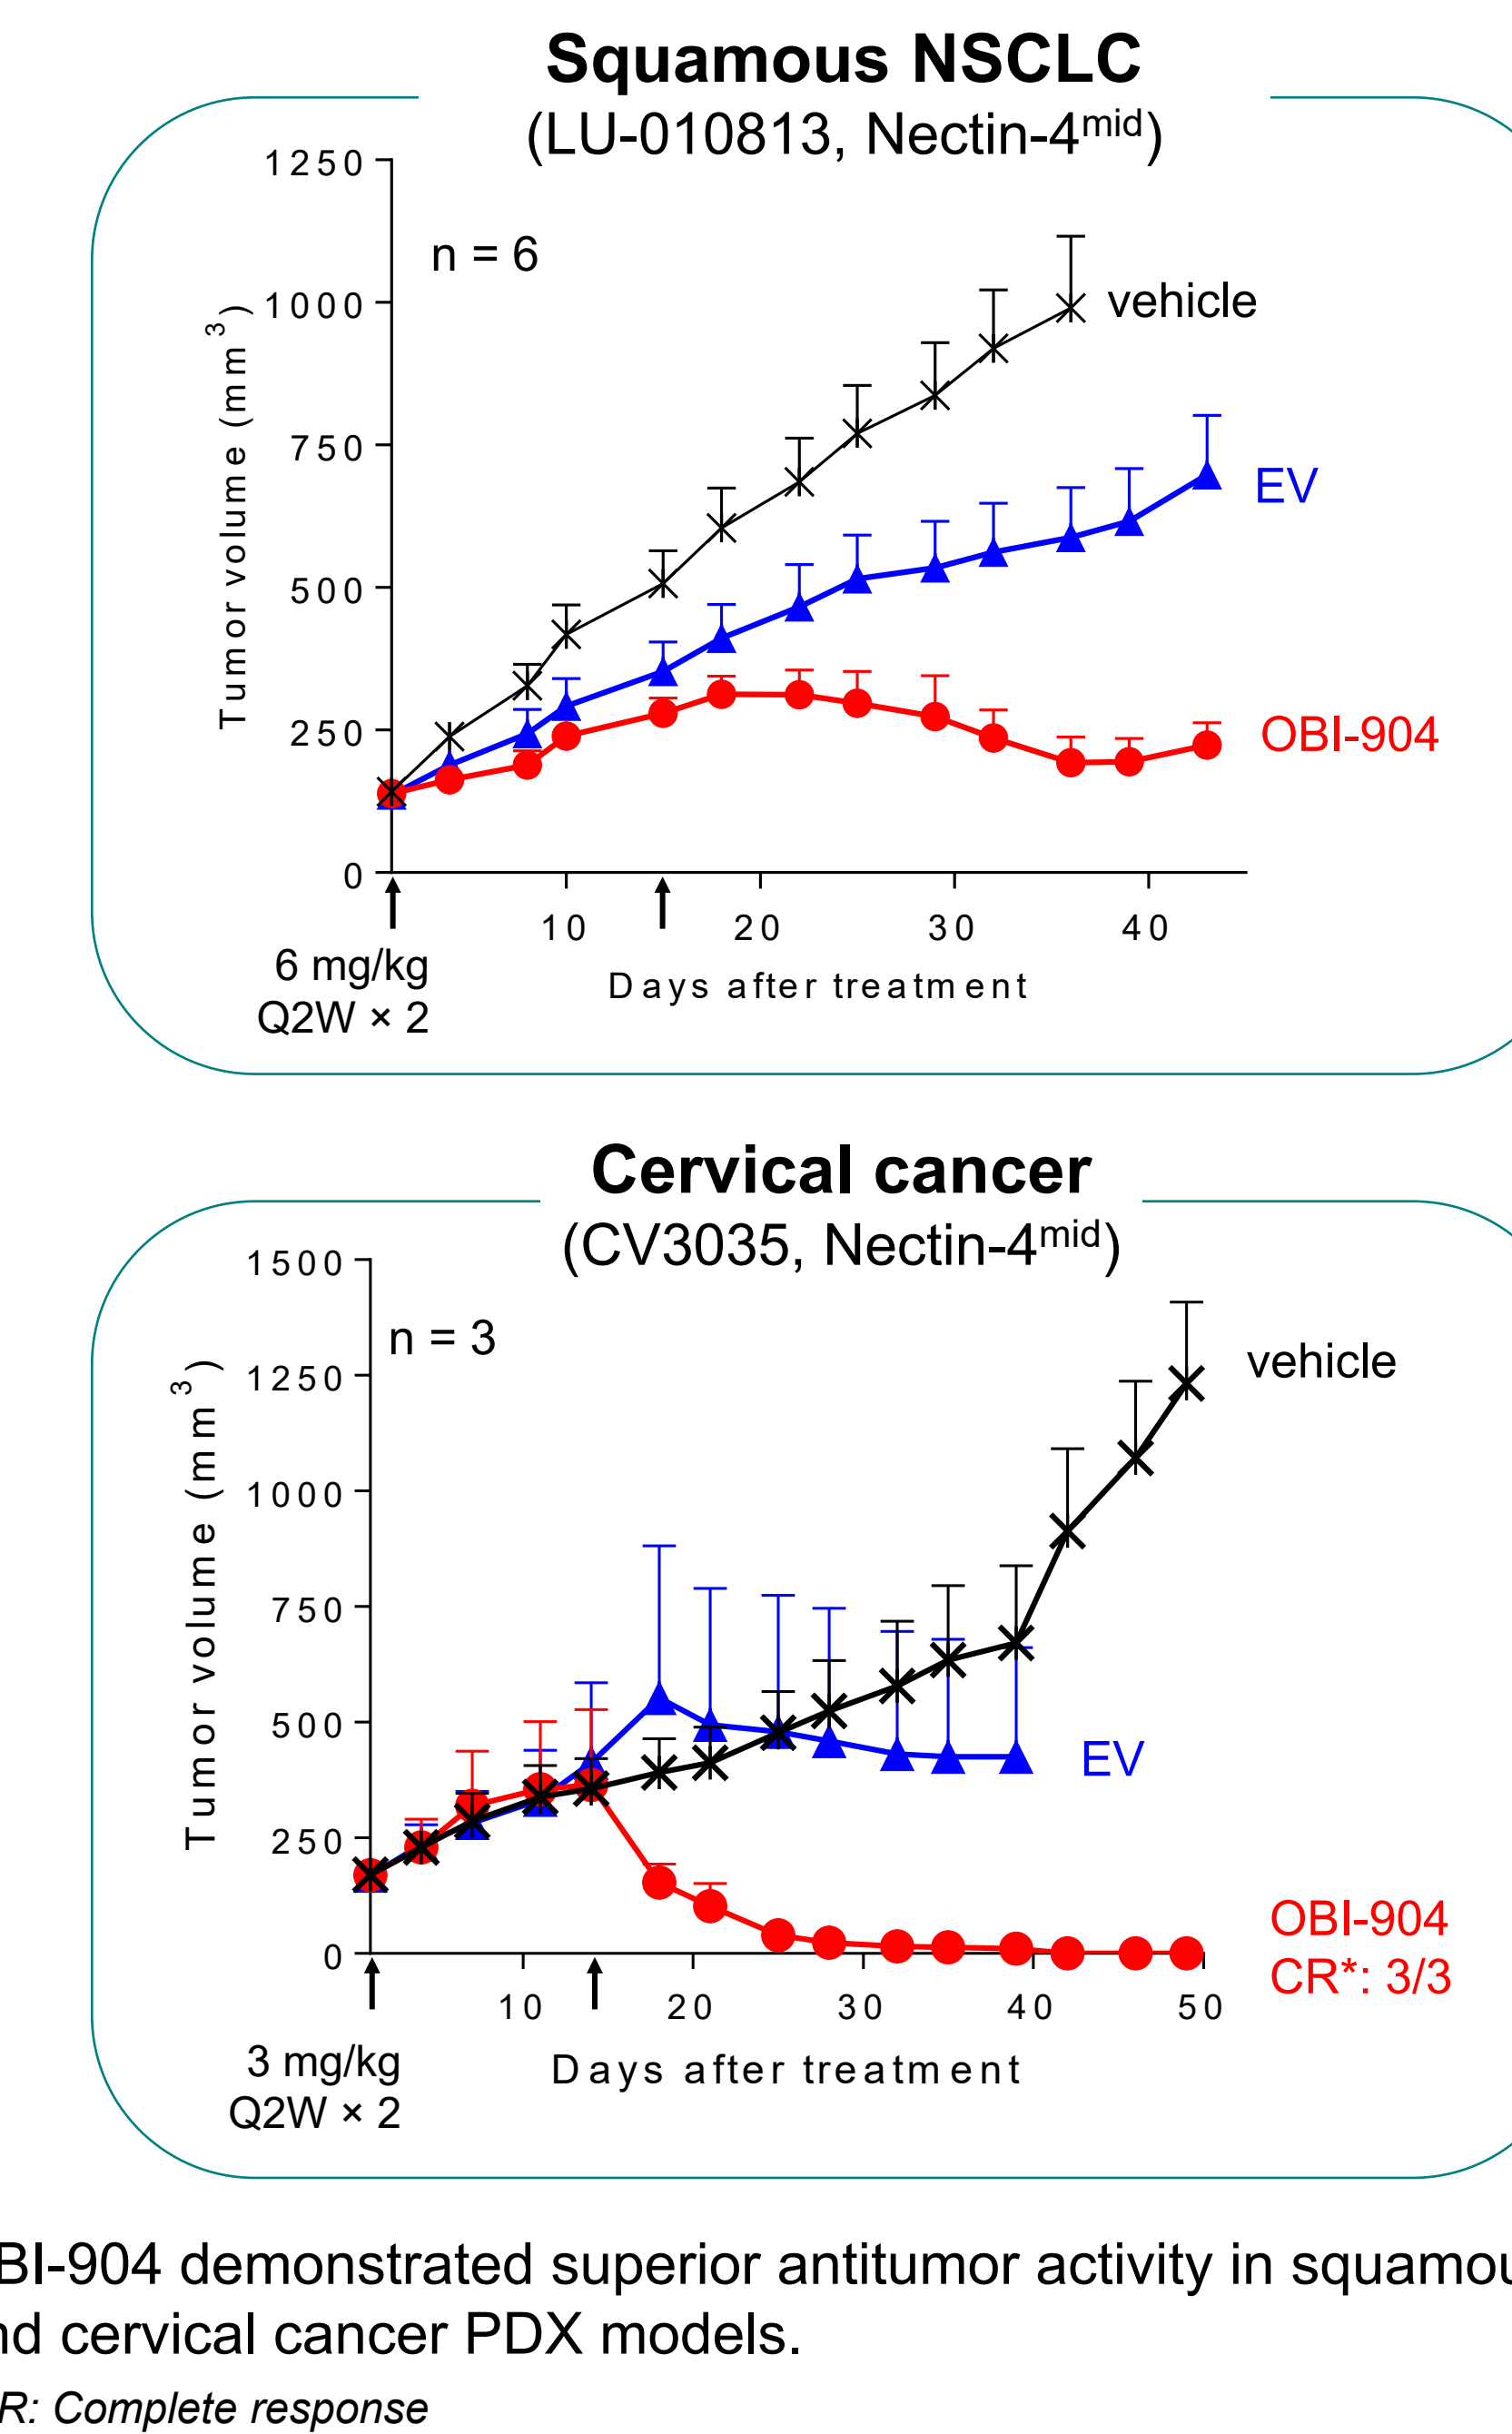 Squamous NSCLC
(LU-010813, Nectin-4mid)
1250
1000
750
500
250
0
Tumor volume (mm3)
n = 6
vehicle
EV
OBI-904
10 20 30 40
Days after treatment
6 mg/kg
Q2W × 2
Cervical cancer
(CV3035, Nectin-4mid)
1500
1250
1000
750
500
250
0
Tumor volume (mm3)
n = 3
vehicle
EV
OBI-904
CR*: 3/3
10 20 30 40 50
Days after treatment
3 mg/kg
Q2W × 2
BI-904 demonstrated superior antitumor activity in squamou
nd cervical cancer PDX models.
R: Complete response